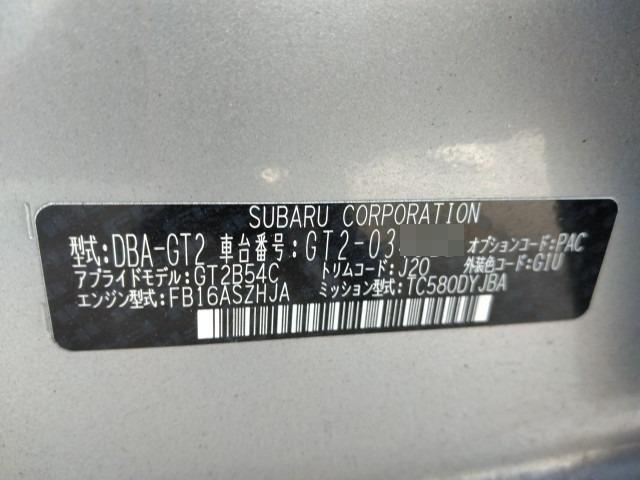 SUBARU CORPORATION
型式:DBA-GT2 車台番号:GT2-03 オプションコード:PAC
アプライドモデル:GT2B54C トリムコード:J20 外装色コード:G1U
エンジン型式:FB16ASZHJA ミッション型式:TC580DYJBA